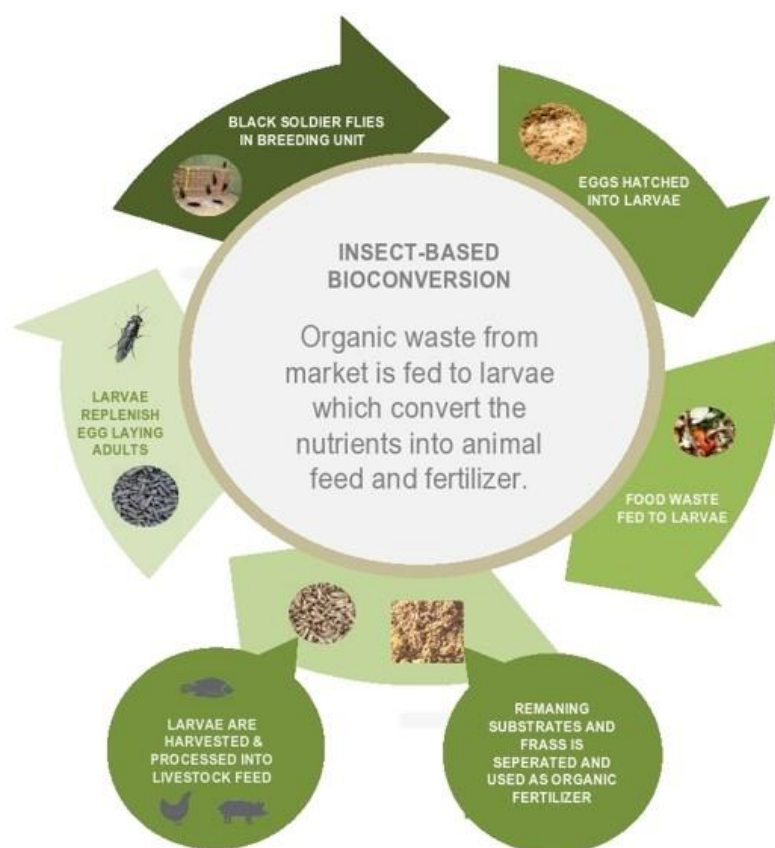 BLACK SOLDIER FLIES
IN BREEDING UNIT
EGGS HATCHED
INTO LARVAE
INSECT-BASED
BIOCONVERSION
Organic waste from
market is fed to larvae
which convert the
nutrients into animal
feed and fertilizer.
FOOD WASTE
FED TO LARVAE
LARVAE
REPLENISH
EGG LAYING
ADULTS
LARVAE ARE
HARVESTED &
PROCESSED INTO
LIVESTOCK FEED
REMANING
SUBSTRATES AND
FRASS IS
SEPERATED AND
USED AS ORGANIC
FERTILIZER